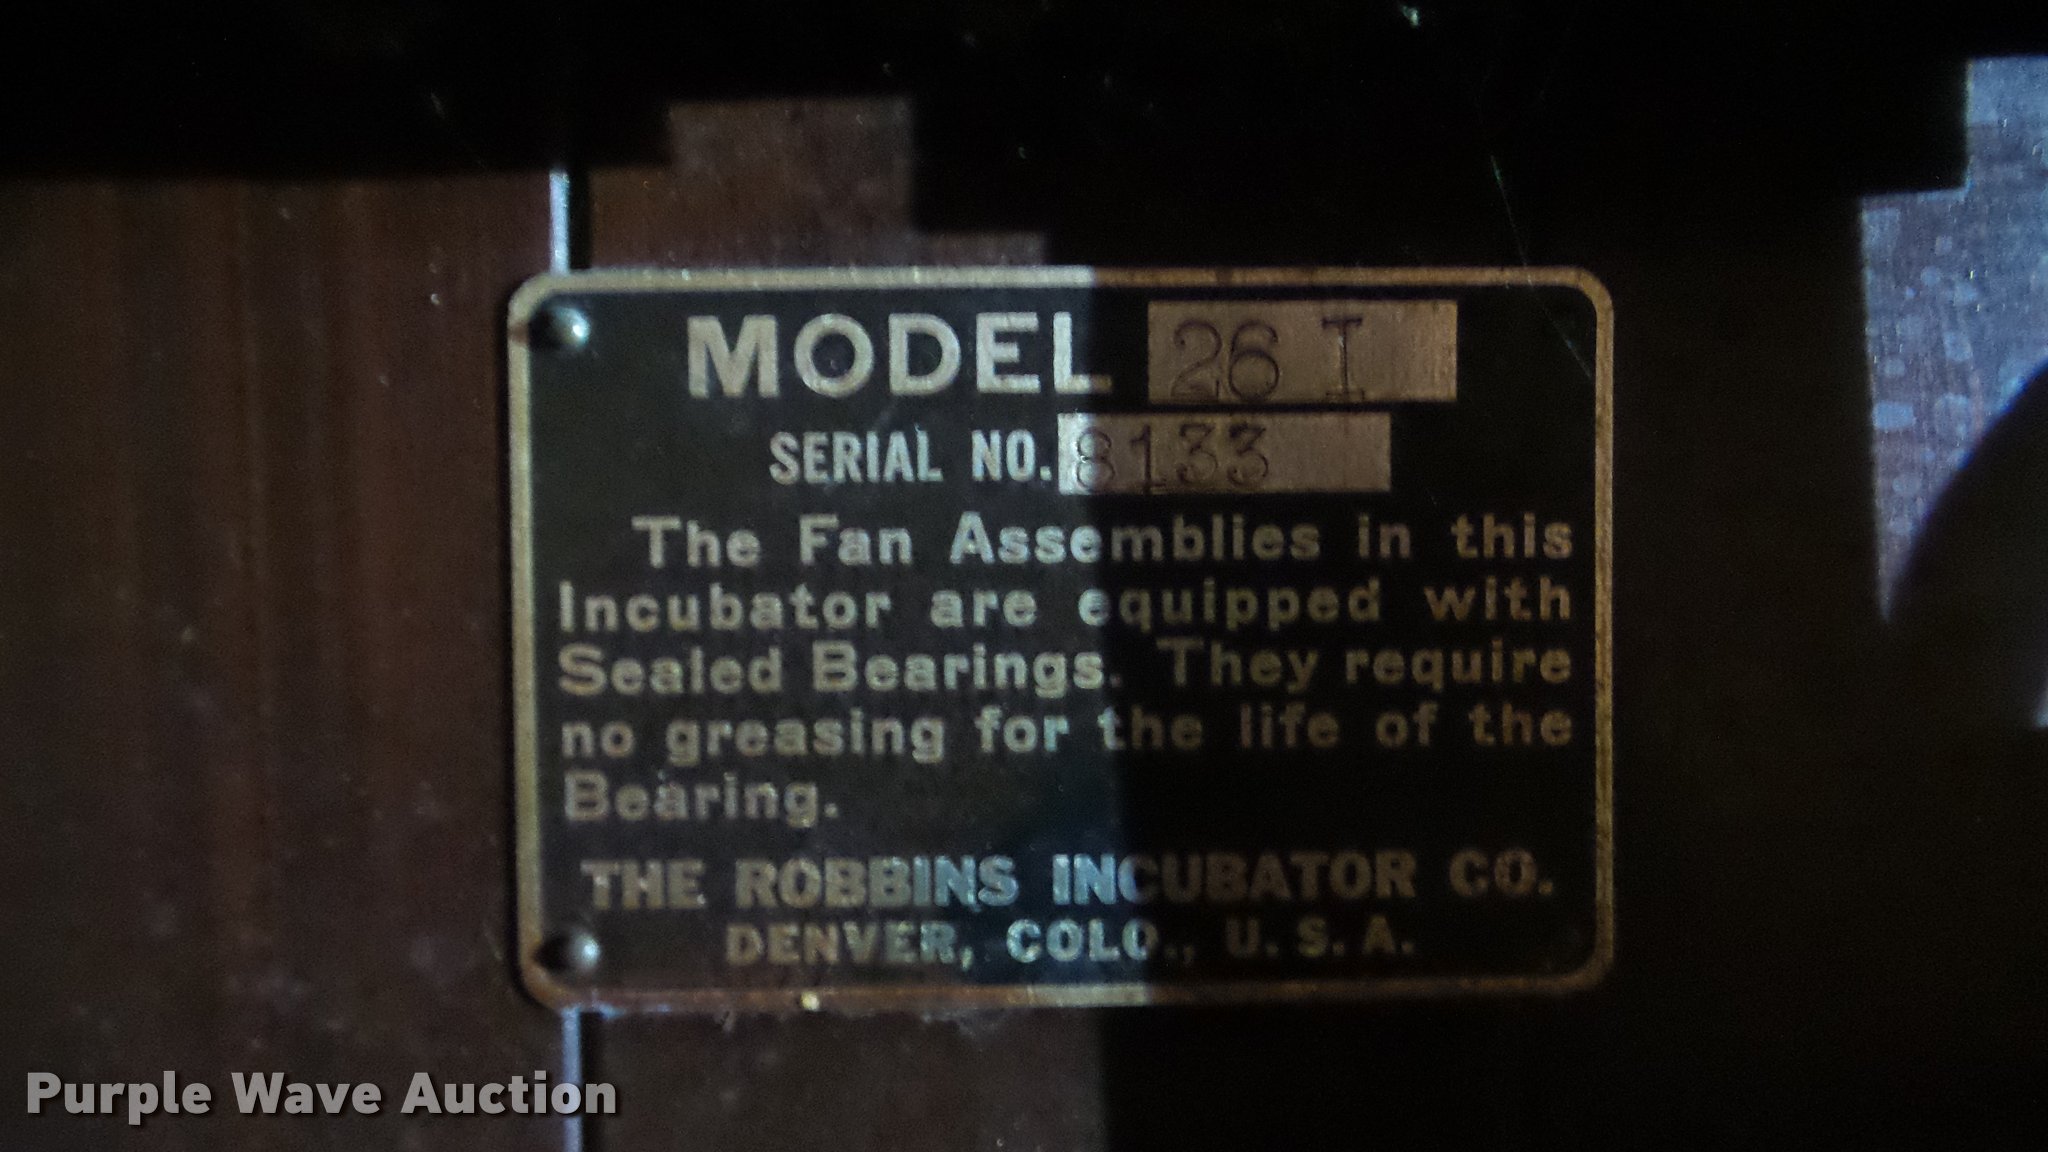 MODEL 26 I
SERIAL NO. 8133
The Fan Assemblies in this
Incubator are equipped with
Sealed Bearings. They require
no greasing for the life of the
Bearing.
THE ROBBINS INCUBATOR CO.
DENVER, COLO., U. S. A.
Purple Wave Auction